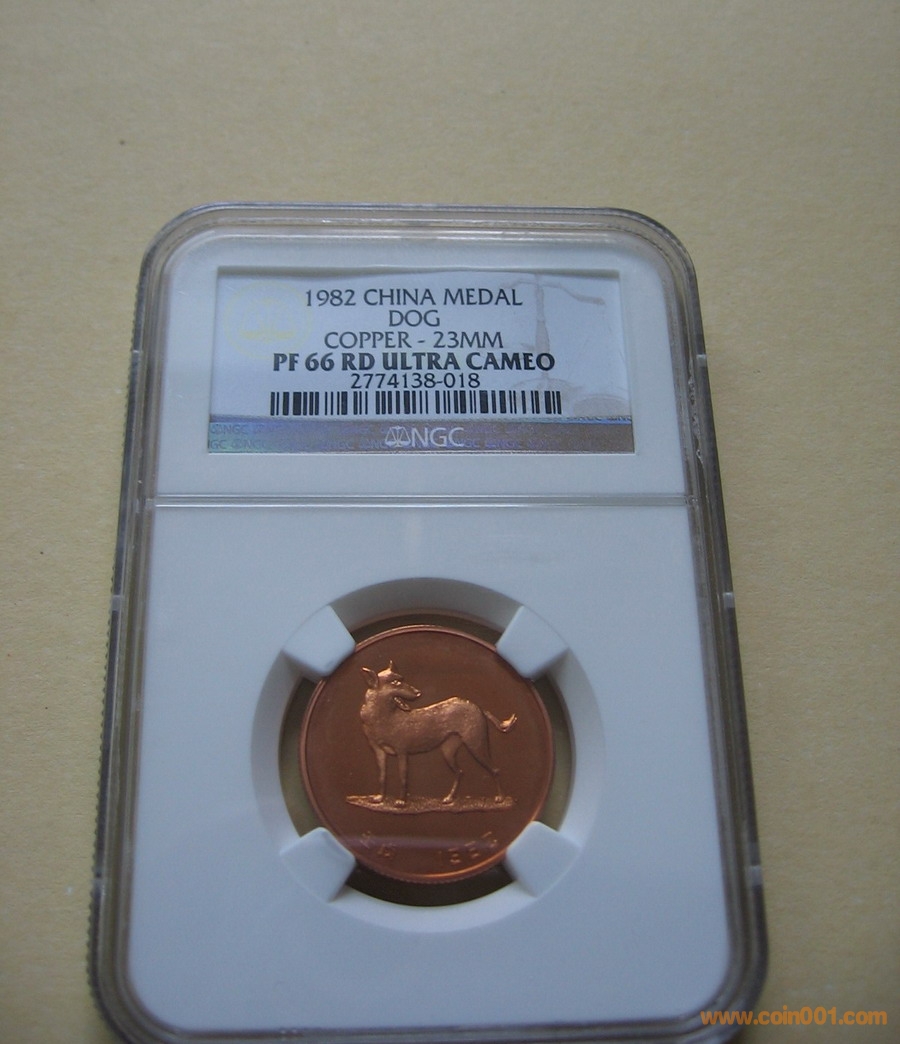 1982 CHINA MEDAL
DOG
COPPER - 23MM
PF 66 RD ULTRA CAMEO
2774138-018
NGC
www.coin001.com